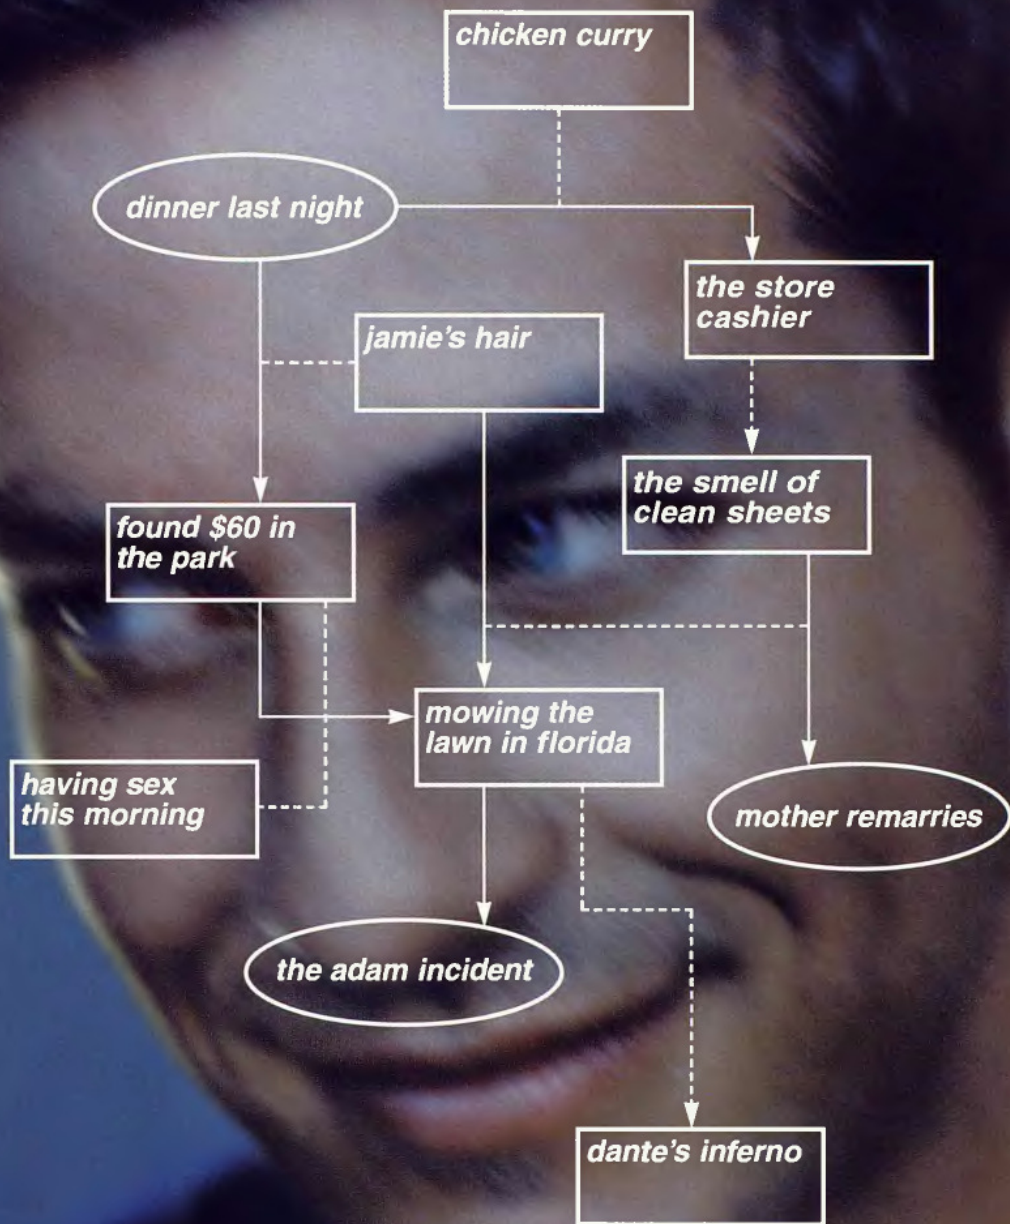 chicken curry
dinner last night
the store
cashier
jamie's hair
the smell of
clean sheets
found $60 in
the park
mowing the
lawn in florida
having sex
this morning
mother remarries
the adam incident
dante's inferno